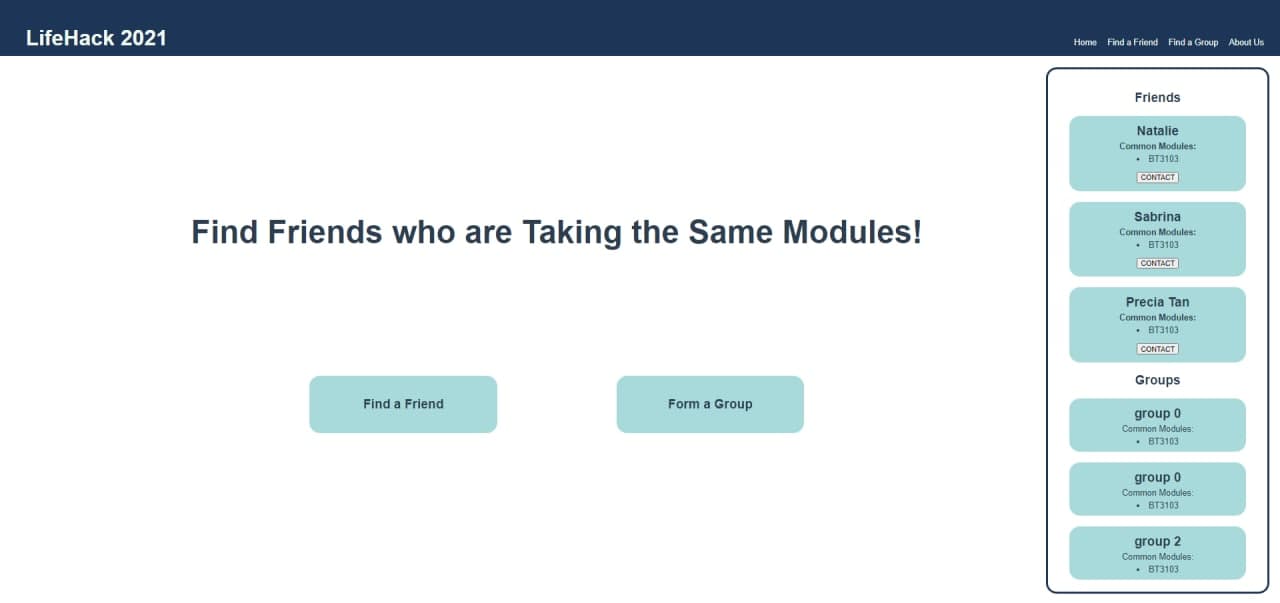 LifeHack 2021
Home Find a Friend Find a Group About Us
Find Friends who are Taking the Same Modules!
Find a Friend
Form a Group
Friends
Natalie
Common Modules:
• BT3103
CONTACT
Sabrina
Common Modules:
• BT3103
CONTACT
Precia Tan
Common Modules:
• BT3103
CONTACT
Groups
group 0
Common Modules:
• BT3103
group 0
Common Modules:
• BT3103
group 2
Common Modules:
• BT3103